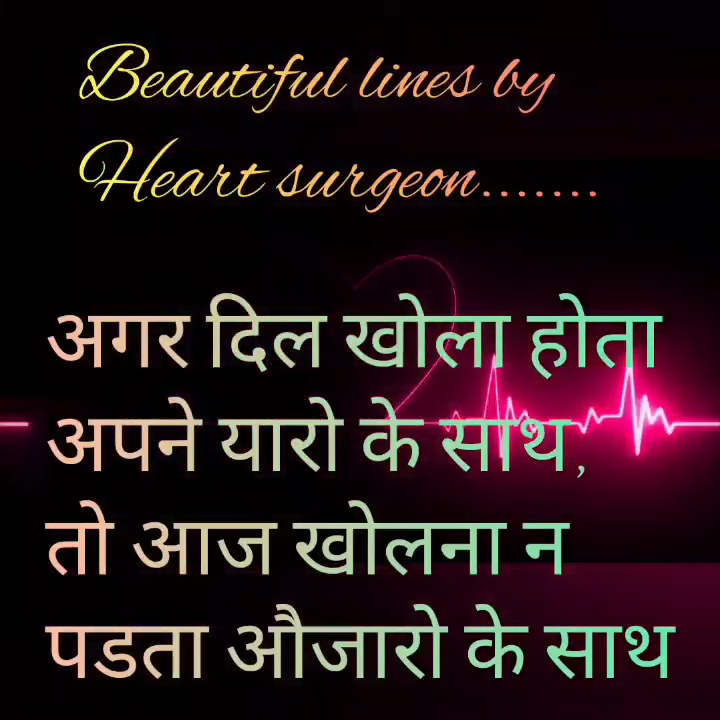 Beautiful lines by
Heart surgeon.......
अगर दिल खोला होता
अपने यारो के साथ,
तो आज खोलना न
पडता औजारो के साथ